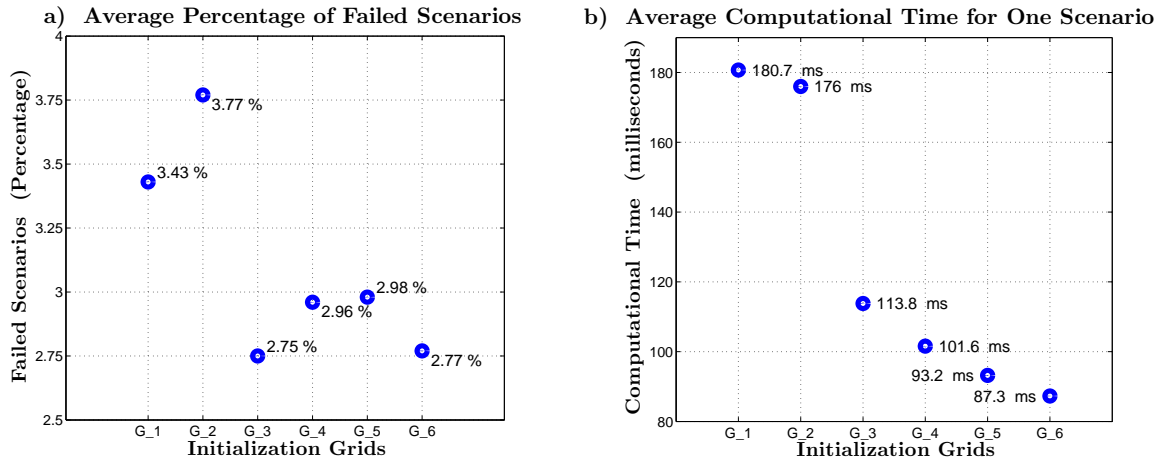 a) Average Percentage of Failed Scenarios
Failed Scenarios (Percentage)
4
3.75
3.5
3.25
3
2.75
2.5
3.43 %
3.77 %
2.75 %
2.96 %
2.98 %
2.77 %
G_1 G_2 G_3 G_4 G_5 G_6
Initialization Grids
b) Average Computational Time for One Scenario
Computational Time (milliseconds)
180
160
140
120
100
80
180.7 ms
176 ms
113.8 ms
101.6 ms
93.2 ms
87.3 ms
G_1 G_2 G_3 G_4 G_5 G_6
Initialization Grids